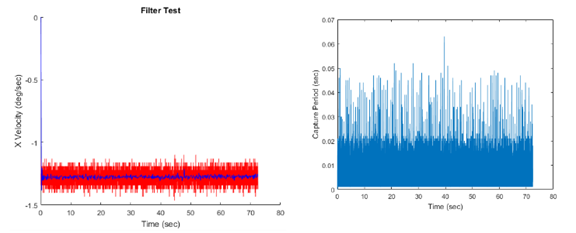 Filter Test
X Velocity (deg/sec)
0
-0.5
-1
-1.5
0 10 20 30 40 50 60 70 80
Time (sec)
Capture Period (sec)
0.07
0.06
0.05
0.04
0.03
0.02
0.01
0
0 10 20 30 40 50 60 70 80
Time (sec)